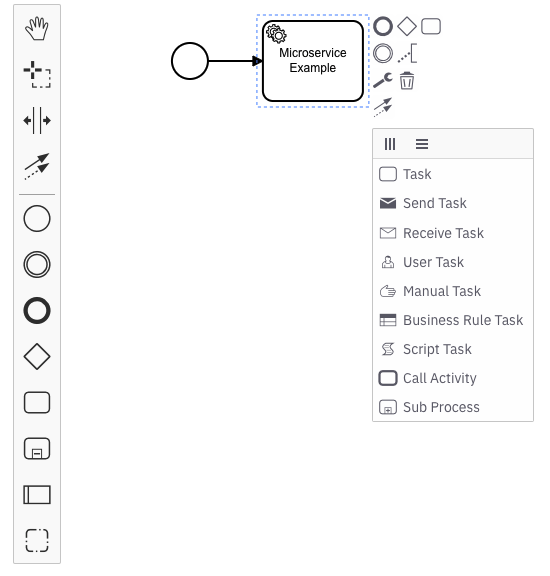 Microservice
Example
Task
Send Task
Receive Task
User Task
Manual Task
Business Rule Task
Script Task
Call Activity
Sub Process